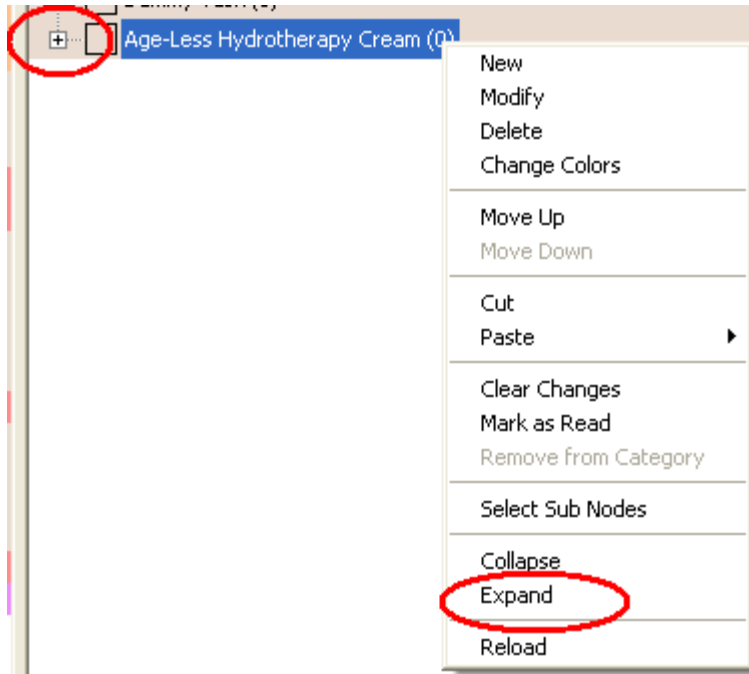 Age-Less Hydrotherapy Cream (0)
New
Modify
Delete
Change Colors
Move Up
Move Down
Cut
Paste
Clear Changes
Mark as Read
Remove from Category
Select Sub Nodes
Collapse
Expand
Reload